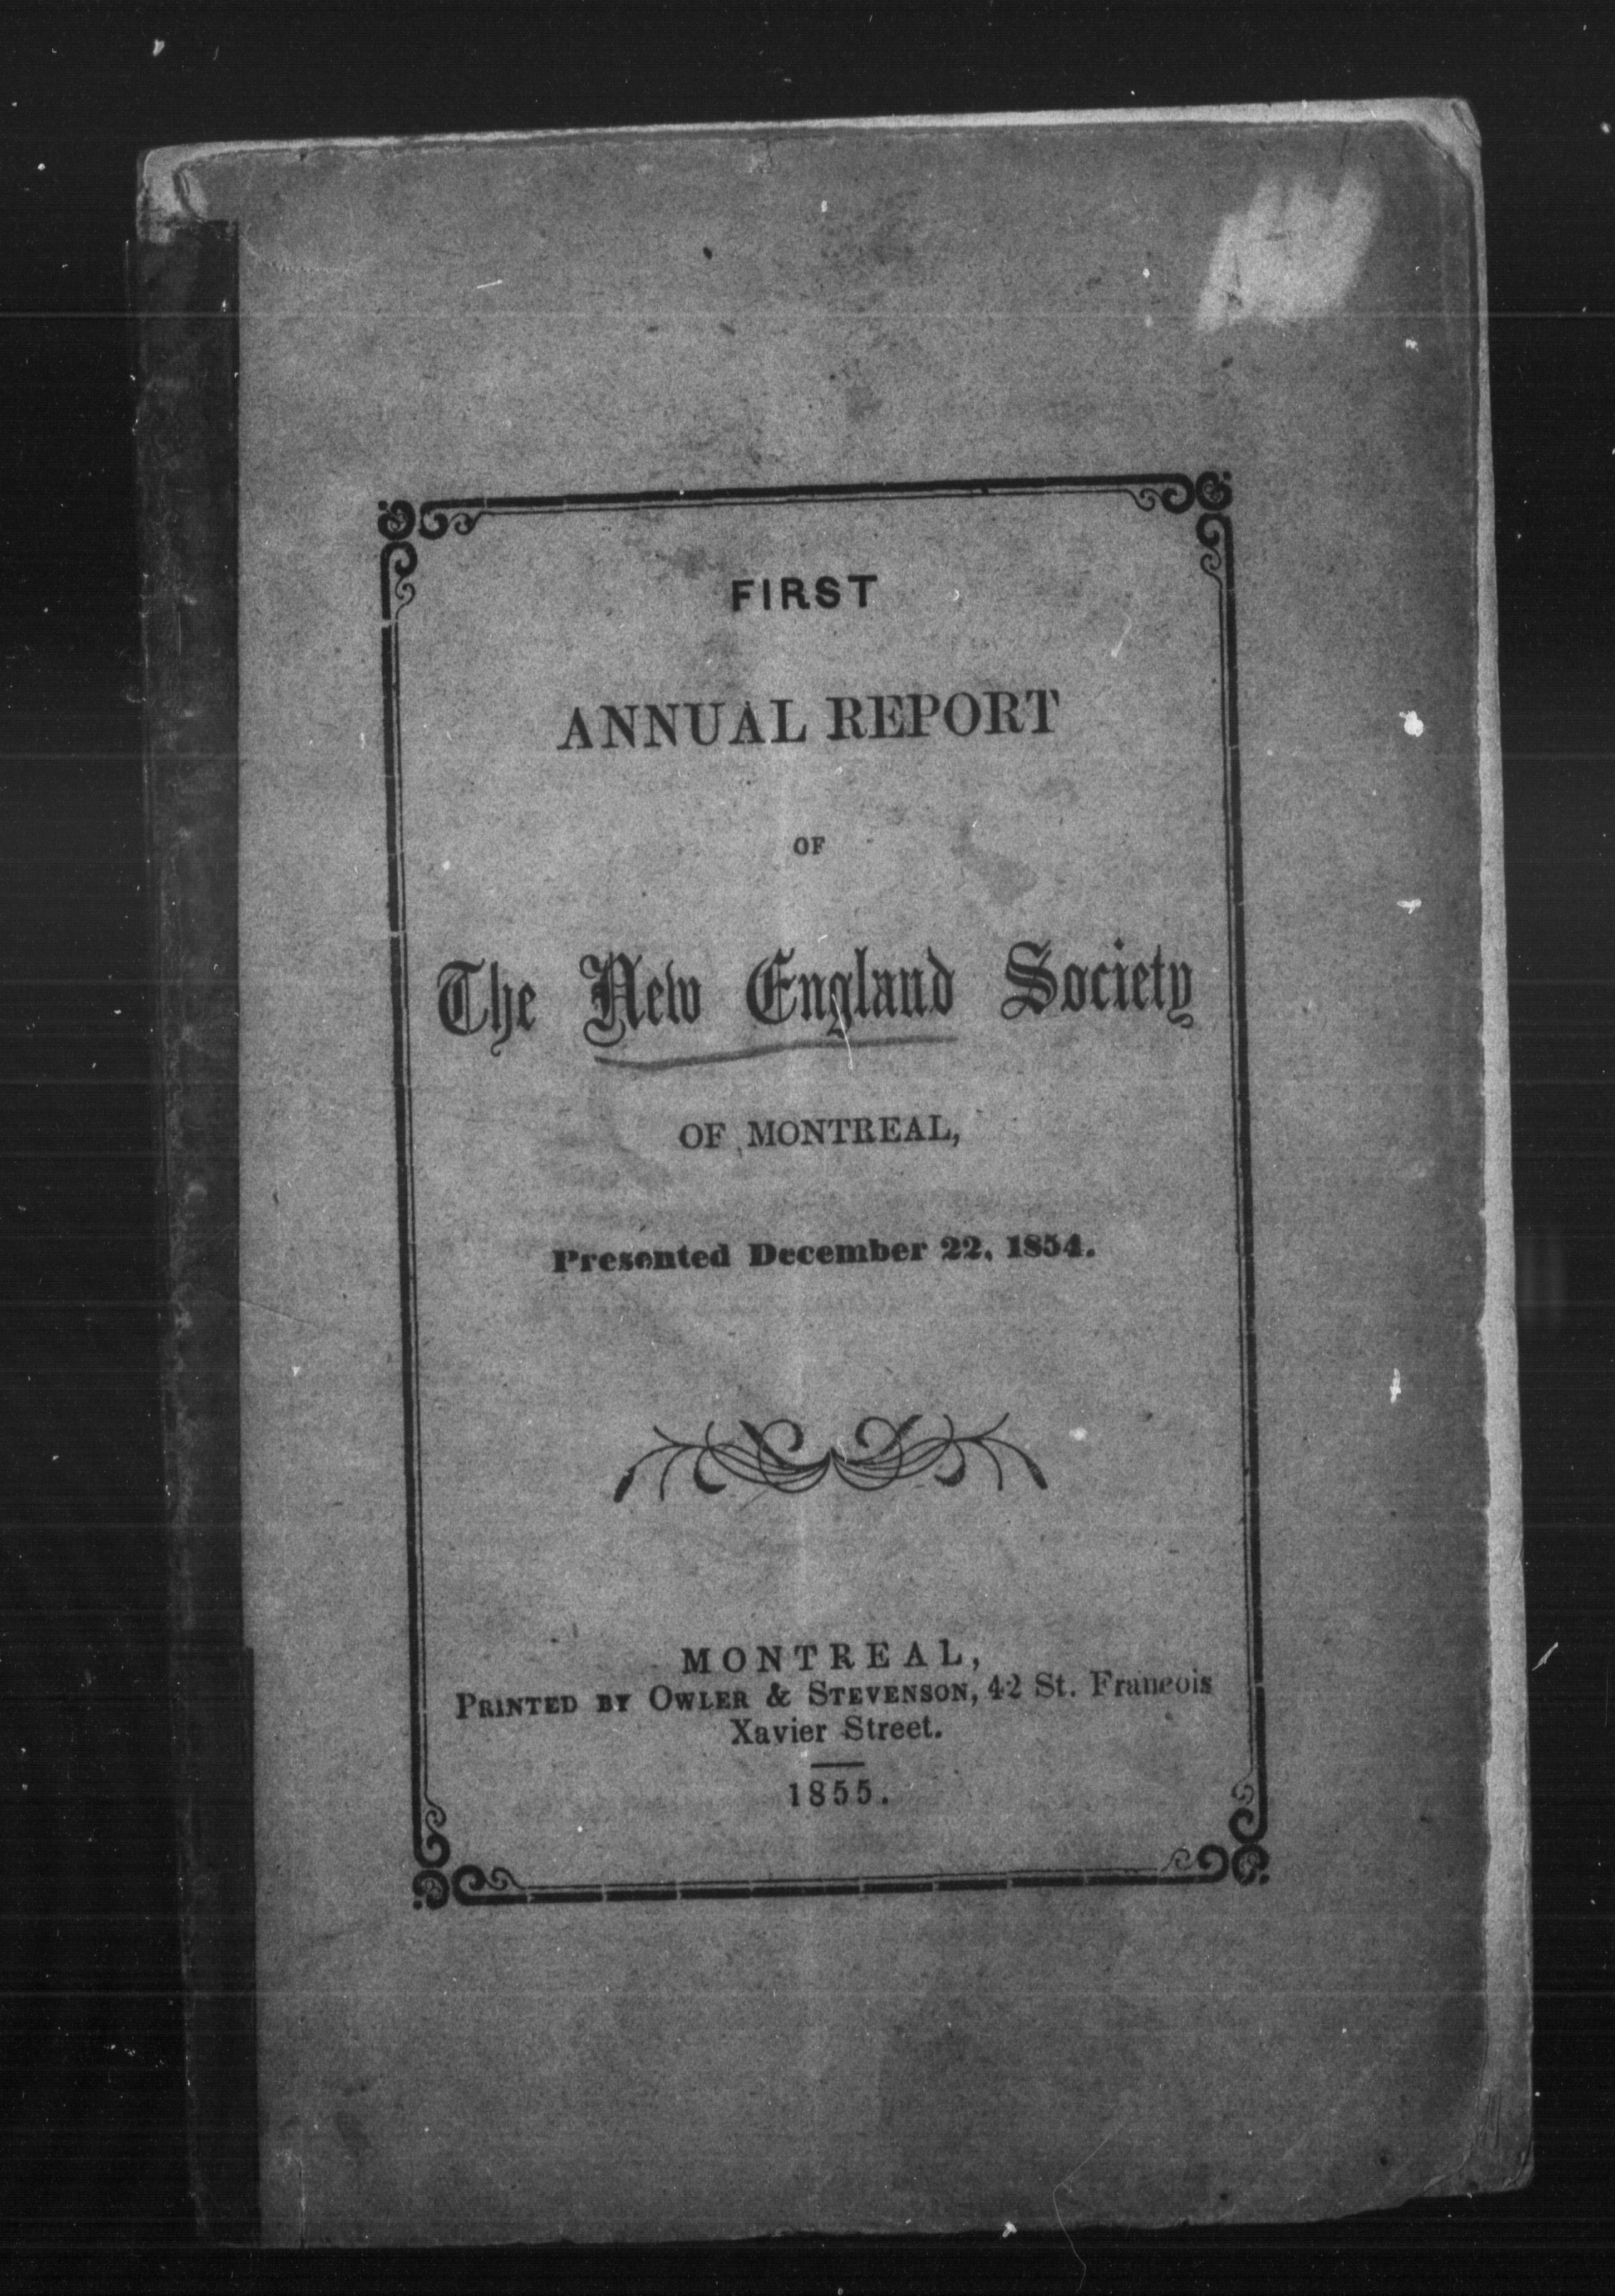 FIRST
ANNUAL REPORT
OF
The New England Society
OF MONTREAL,
Presented December 22, 1854.
MONTREAL,
PRINTED BY OWLER & STEVENSON, 42 St. Francois
Xavier Street.
1855.